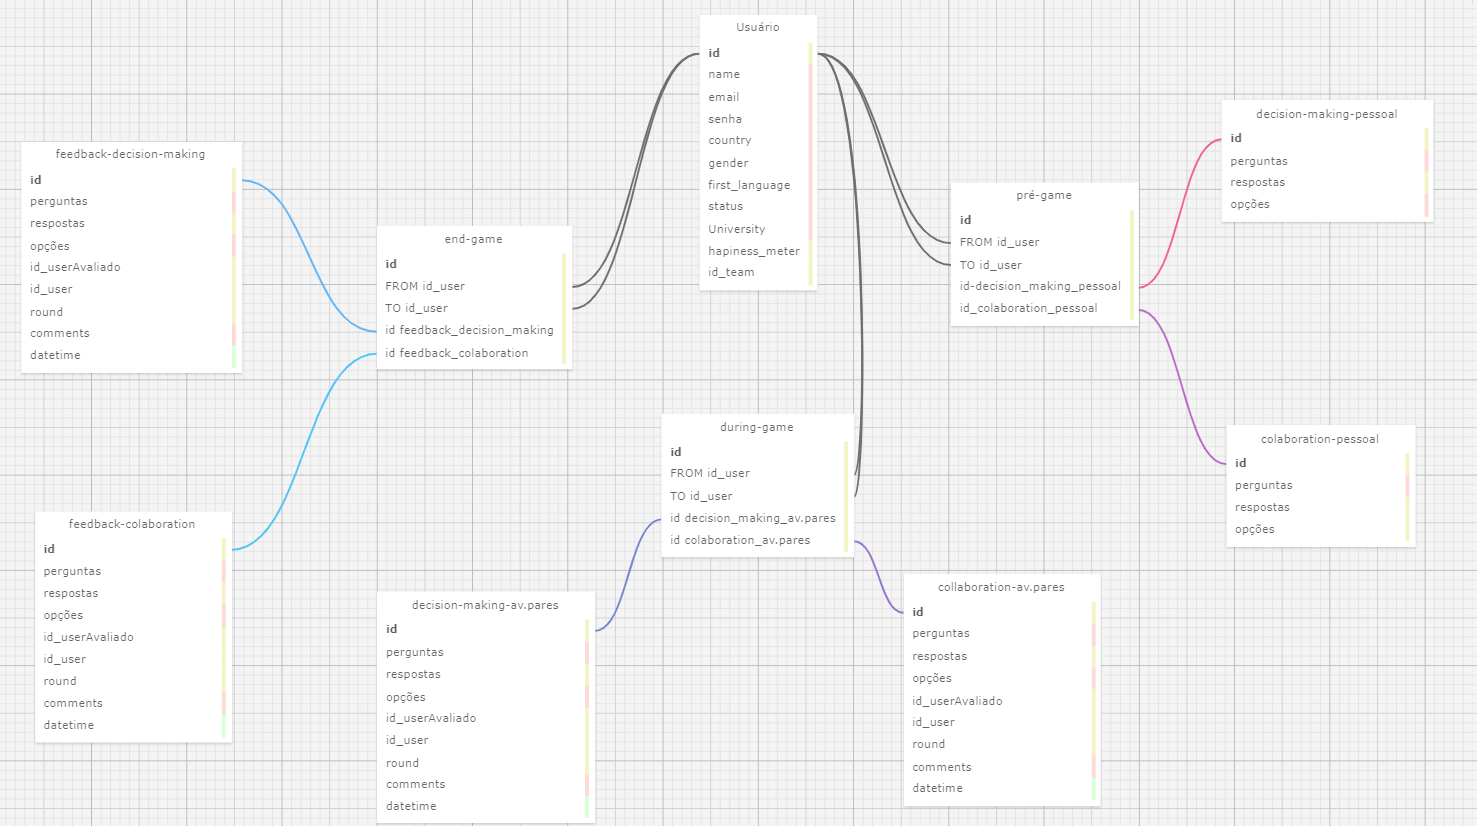 Usuário
id
name
email
senha
country
gender
first_language
status
University
hapiness_meter
id_team
decision-making-pessoal
id
perguntas
respostas
opções
feedback-decision-making
id
perguntas
respostas
opções
id_userAvaliado
id_user
round
comments
datetime
pré-game
id
FROM id_user
TO id_user
id-decision_making_pessoal
id_colaboration_pessoal
end-game
id
FROM id_user
TO id_user
id feedback_decision_making
id feedback_colaboration
during-game
id
FROM id_user
TO id_user
id decision_making_av.pares
id colaboration_av.pares
colaboration-pessoal
id
perguntas
respostas
opções
feedback-colaboration
id
perguntas
respostas
opções
id_userAvaliado
id_user
round
comments
datetime
collaboration-av.pares
id
perguntas
respostas
opções
id_userAvaliado
id_user
round
comments
datetime
decision-making-av.pares
id
perguntas
respostas
opções
id_userAvaliado
id_user
round
comments
datetime